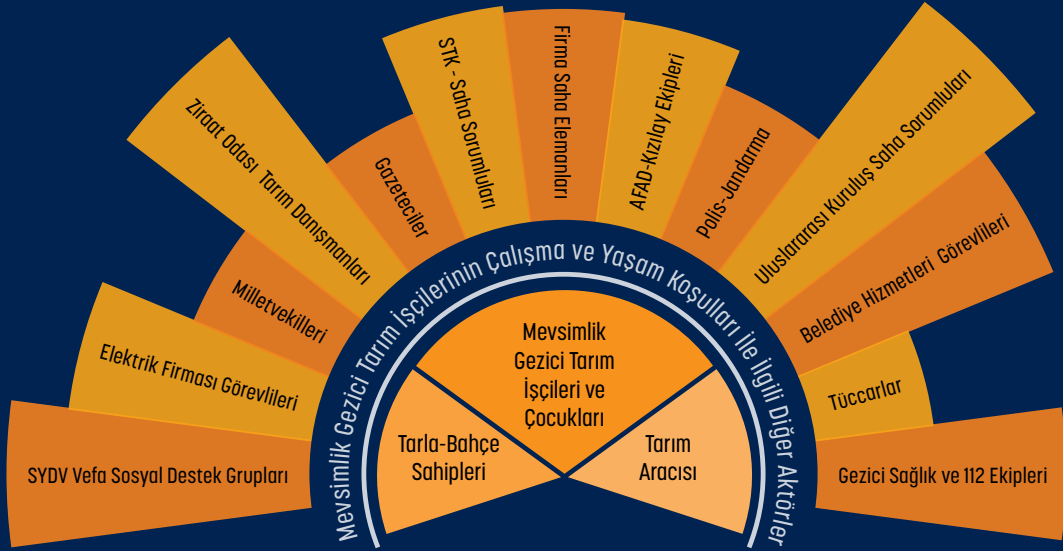 SYDV Vefa Sosyal Destek Grupları
Elektrik Firması Görevlileri
Milletvekilleri
Ziraat Odası Tarım Danışmanları
Gazeteciler
STK - Saha Sorumluları
Firma Saha Elemanları
AFAD-Kızılay Ekipleri
Polis-Jandarma
Uluslararası Kuruluş Saha Sorumluları
Belediye Hizmetleri Görevlileri
Tüccarlar
Gezici Sağlık ve 112 Ekipleri
Mevsimlik Gezici Tarım İşçilerinin Çalışma ve Yaşam Koşulları ile ilgili Diğer Aktörler
Mevsimlik
Gezici Tarım
İşçileri ve
Çocukları
Tarla-Bahçe
Sahipleri
Tarım
Aracısı